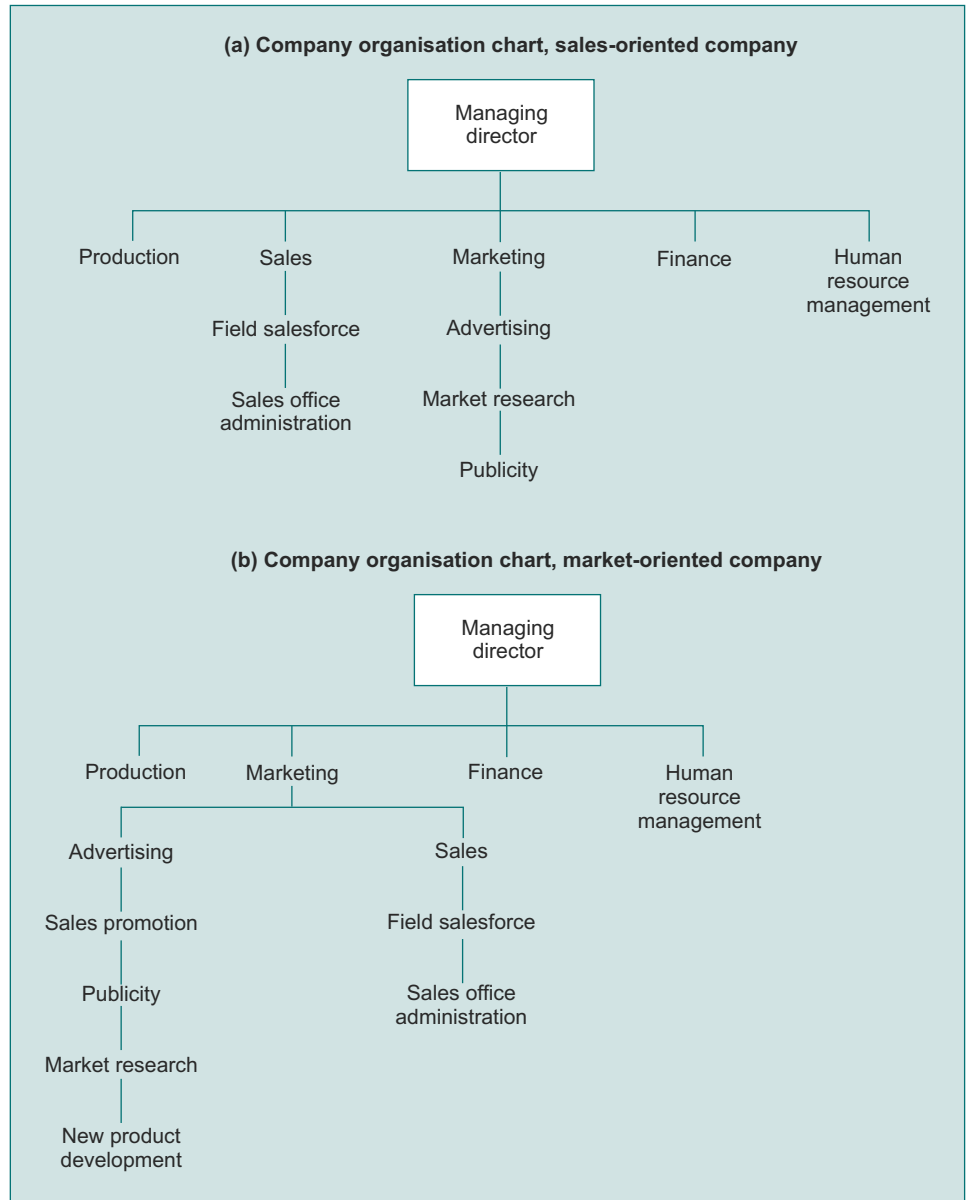 (a) Company organisation chart, sales-oriented company
Managing
director
Production
Sales
Marketing
Finance
Human
resource
management
Field salesforce
Advertising
Sales office
administration
Market research
Publicity
(b) Company organisation chart, market-oriented company
Managing
director
Production
Marketing
Finance
Human
resource
management
Advertising
Sales
Sales promotion
Field salesforce
Publicity
Sales office
administration
Market research
New product
development